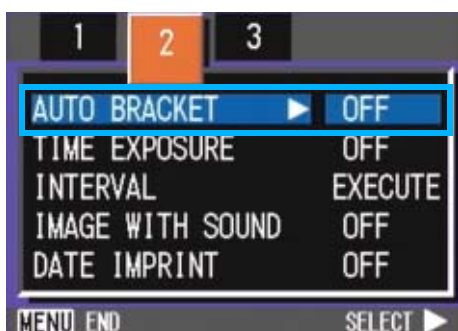 1 2 3
AUTO BRACKET ▶ OFF
TIME EXPOSURE OFF
INTERVAL EXECUTE
IMAGE WITH SOUND OFF
DATE IMPRINT OFF
MENU END SELECT ▶